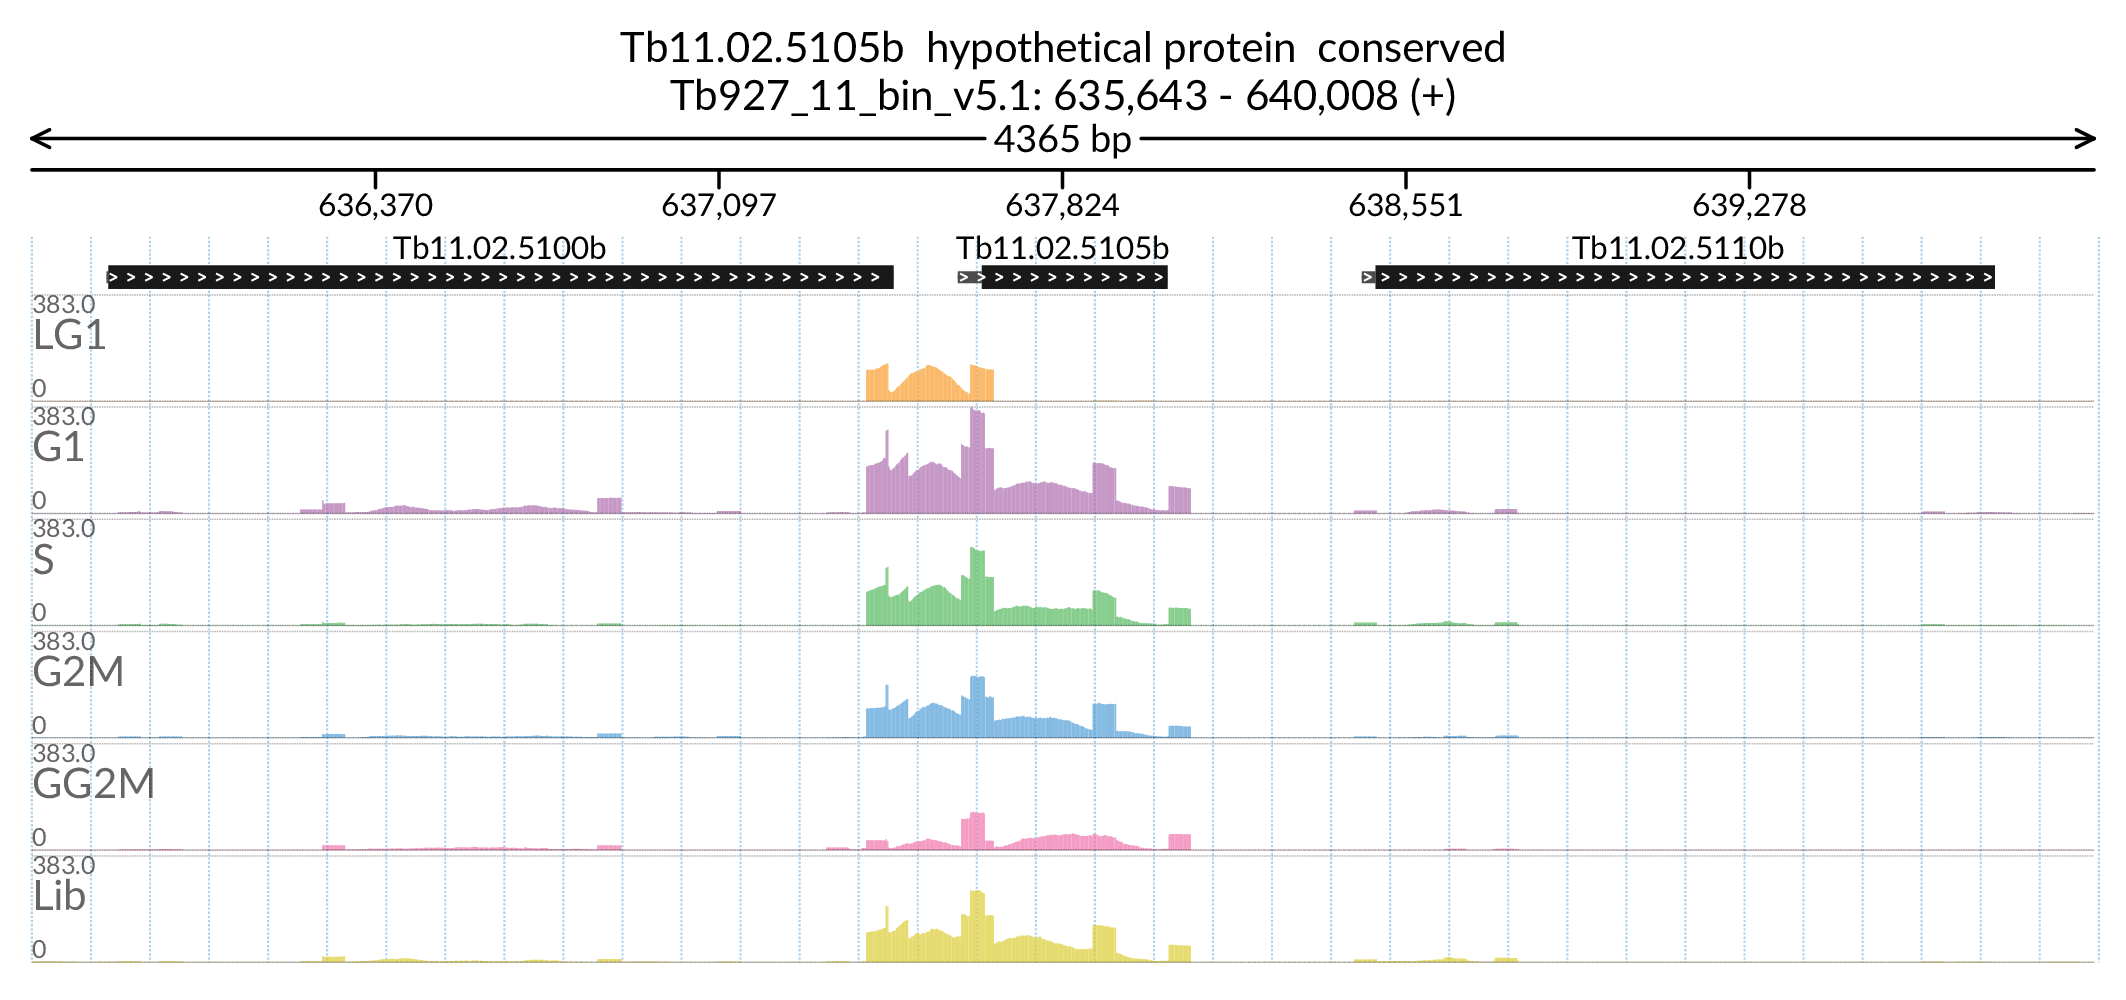 Tb11.02.5105b hypothetical protein conserved
Tb927_11_bin_v5.1: 635,643 - 640,008 (+)
4365 bp
636,370 637,097 637,824 638,551 639,278
Tb11.02.5100b Tb11.02.5105b Tb11.02.5110b
383.0
LG1
0
383.0
G1
0
383.0
S
0
383.0
G2M
0
383.0
GG2M
0
383.0
Lib
0